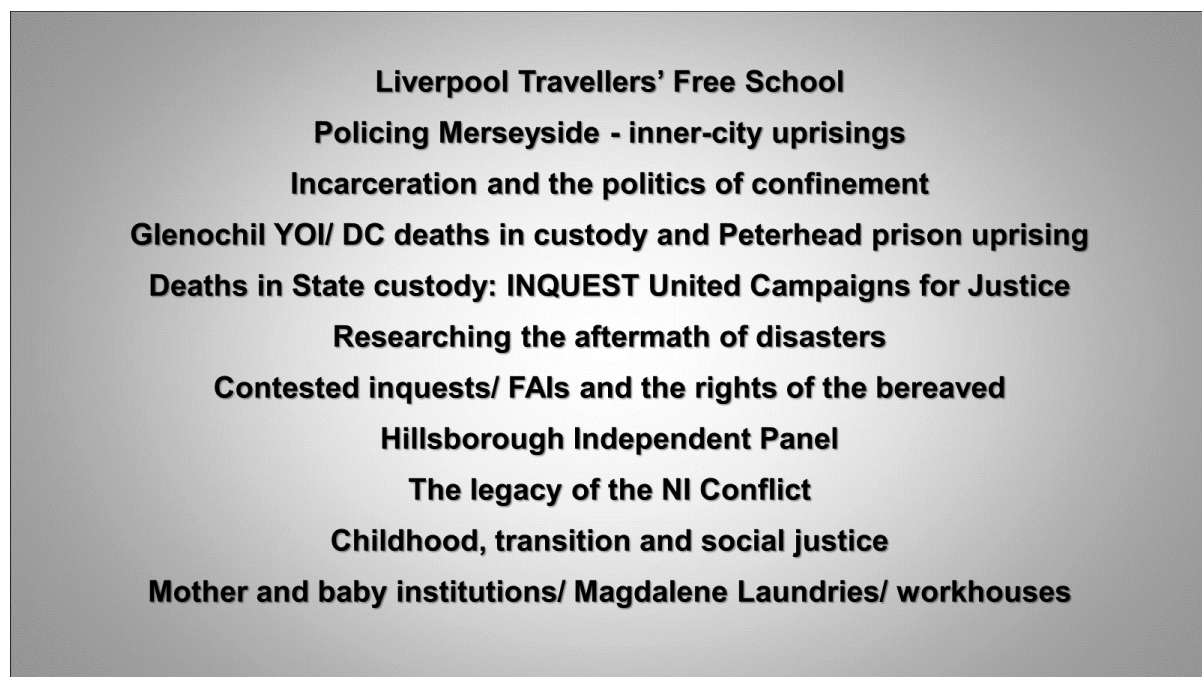 Liverpool Travellers’ Free School
Policing Merseyside - inner-city uprisings
Incarceration and the politics of confinement
Glenochil YOI/ DC deaths in custody and Peterhead prison uprising
Deaths in State custody: INQUEST United Campaigns for Justice
Researching the aftermath of disasters
Contested inquests/ FAIs and the rights of the bereaved
Hillsborough Independent Panel
The legacy of the NI Conflict
Childhood, transition and social justice
Mother and baby institutions/ Magdalene Laundries/ workhouses